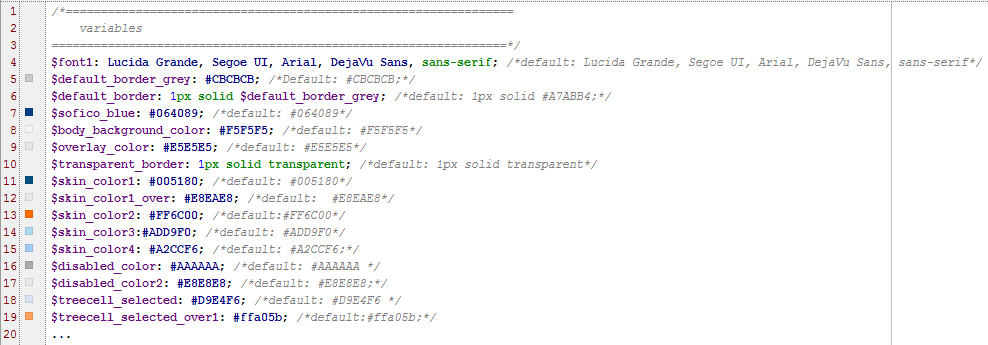 1 /*================================================================
2 variables
3 =================================================================*/
4 $font1: Lucida Grande, Segoe UI, Arial, DejaVu Sans, sans-serif; /*default: Lucida Grande, Segoe UI, Arial, DejaVu Sans, sans-serif*/
5 $default_border_grey: #CBCBCB; /*Default: #CBCBCB;*/
6 $default_border: 1px solid $default_border_grey; /*default: 1px solid #A7ABB4;*/
7 $sofico_blue: #064089; /*default: #064089*/
8 $body_background_color: #F5F5F5; /*default: #F5F5F5*/
9 $overlay_color: #E5E5E5; /*default: #E5E5E5*/
10 $transparent_border: 1px solid transparent; /*default: 1px solid transparent*/
11 $skin_color1: #005180; /*default: #005180*/
12 $skin_color1_over: #E8EAE8; /*default:  #E8EAE8*/
13 $skin_color2: #FF6C00; /*default:#FF6C00*/
14 $skin_color3:#ADD9F0; /*default: #ADD9F0*/
15 $skin_color4: #A2CCF6; /*default: #A2CCF6;*/
16 $disabled_color: #AAAAAA; /*default: #AAAAAA */
17 $disabled_color2: #E8E8E8; /*default: #E8E8E8;*/
18 $treecell_selected: #D9E4F6; /*default: #D9E4F6 */
19 $treecell_selected_over1: #ffa05b; /*default:#ffa05b;*/
20 ...